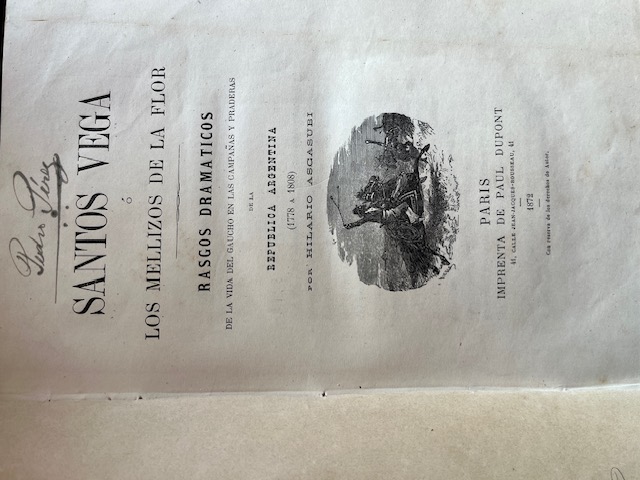 Pedro Pérez
SANTOS VEGA
ó
LOS MELLIZOS DE LA FLOR
RASGOS DRAMATICOS
DE LA VIDA DEL GAUCHO EN LAS CAMPAÑAS Y PRADERAS
DE LA
REPUBLICA ARGENTINA
(1778 A 1808)
POR HILARIO ASCASUBI
PARIS
IMPRENTA DE PAUL DUPONT
41, CALLE JEAN-JACQUES-ROUSSEAU, 41
1872
Con reserva de los derechos de Autor.